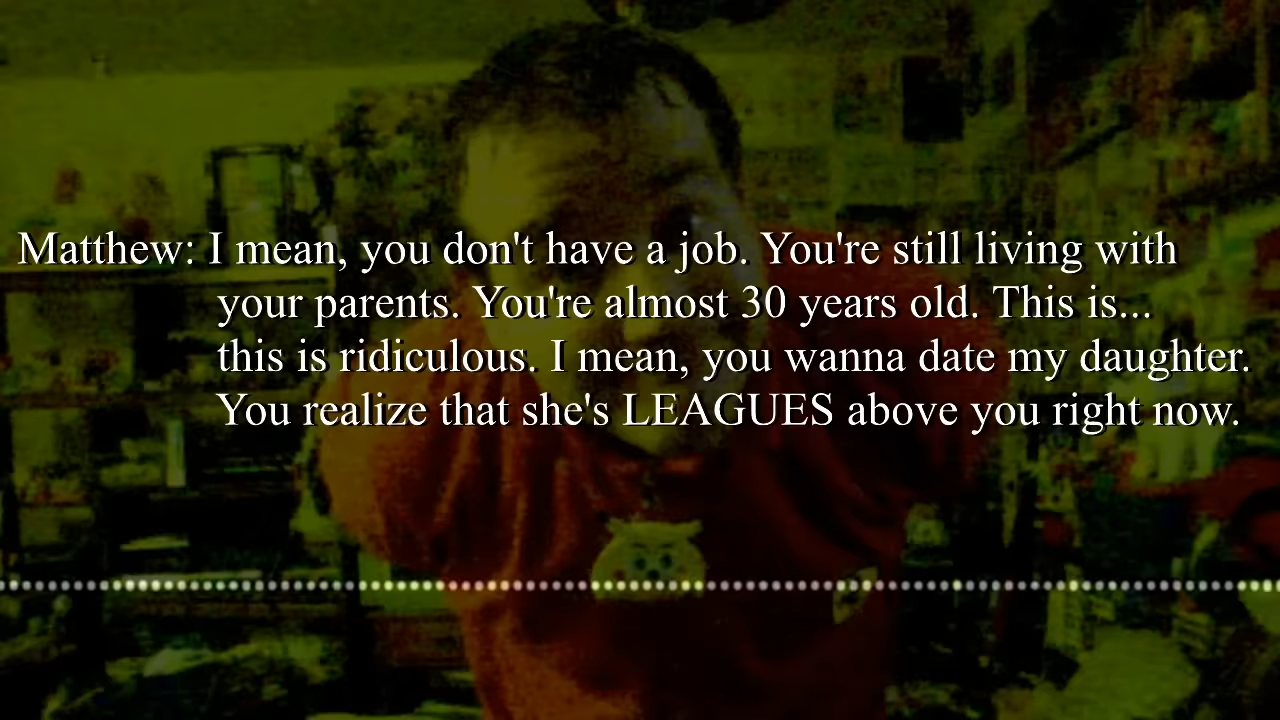 Matthew: I mean, you don't have a job. You're still living with
your parents. You're almost 30 years old. This is...
this is ridiculous. I mean, you wanna date my daughter.
You realize that she's LEAGUES above you right now.